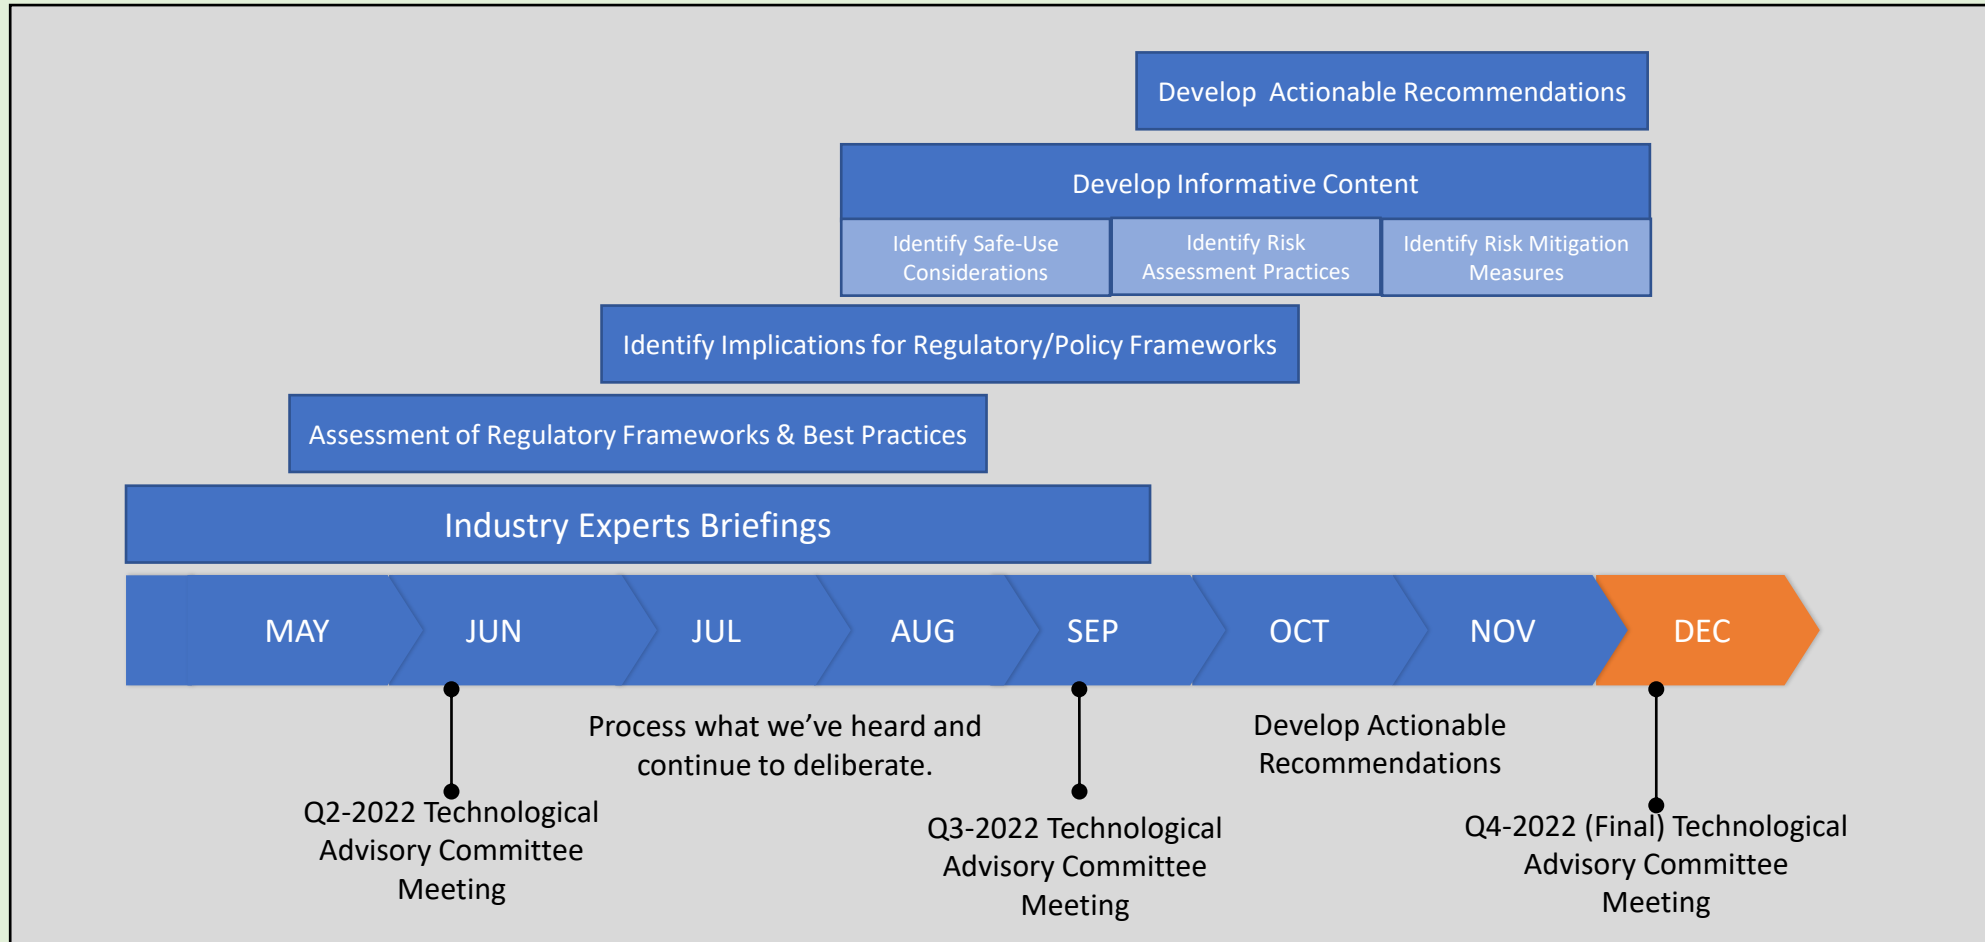 Develop  Actionable Recommendations
Develop Informative Content
Identify Safe-Use
Considerations
Identify Risk
Assessment Practices
Identify Risk Mitigation
Measures
Identify Implications for Regulatory/Policy Frameworks
Assessment of Regulatory Frameworks & Best Practices
Industry Experts Briefings
MAY
JUN
JUL
AUG
SEP
OCT
NOV
DEC
Process what we’ve heard and
continue to deliberate.
Develop Actionable
Recommendations
Q2-2022 Technological
Advisory Committee
Meeting
Q3-2022 Technological
Advisory Committee
Meeting
Q4-2022 (Final) Technological
Advisory Committee
Meeting